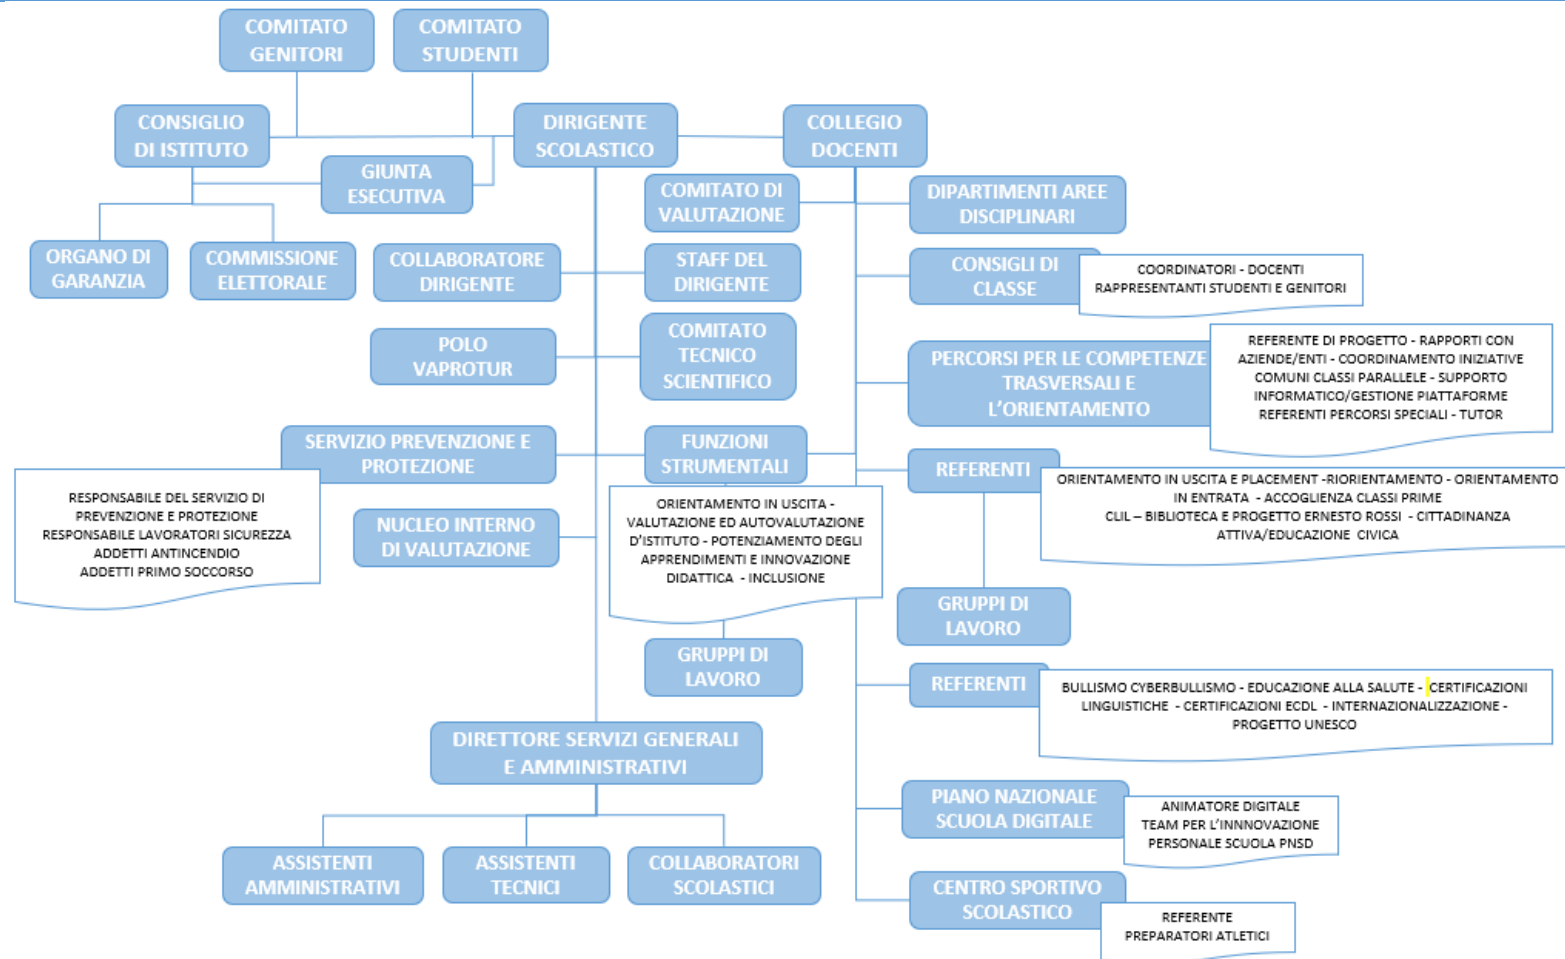 COMITATO
GENITORI
COMITATO
STUDENTI
CONSIGLIO
DI ISTITUTO
DIRIGENTE
SCOLASTICO
COLLEGIO
DOCENTI
GIUNTA
ESECUTIVA
COMITATO DI
VALUTAZIONE
DIPARTIMENTI AREE
DISCIPLINARI
ORGANO DI
GARANZIA
COMMISSIONE
ELETTORALE
COLLABORATORE
DIRIGENTE
STAFF DEL
DIRIGENTE
CONSIGLI DI
CLASSE
COORDINATORI - DOCENTI
RAPPRESENTANTI STUDENTI E GENITORI
POLO
VAPROTUR
COMITATO
TECNICO
SCIENTIFICO
PERCORSI PER LE COMPETENZE
TRASVERSALI E
L'ORIENTAMENTO
REFERENTE DI PROGETTO - RAPPORTI CON
AZIENDE/ENTI - COORDINAMENTO INIZIATIVE
COMUNI CLASSI PARALLELE - SUPPORTO
INFORMATICO/GESTIONE PIATTAFORME
REFERENTI PERCORSI SPECIALI - TUTOR
SERVIZIO PREVENZIONE E
PROTEZIONE
RESPONSABILE DEL SERVIZIO DI
PREVENZIONE E PROTEZIONE
RESPONSABILE LAVORATORI SICUREZZA
ADDETTI ANTINCENDIO
ADDETTI PRIMO SOCCORSO
FUNZIONI
STRUMENTALI
ORIENTAMENTO IN USCITA -
VALUTAZIONE ED AUTOVALUTAZIONE
D'ISTITUTO - POTENZIAMENTO DEGLI
APPRENDIMENTI E INNOVAZIONE
DIDATTICA - INCLUSIONE
REFERENTI
ORIENTAMENTO IN USCITA E PLACEMENT -RIORIENTAMENTO - ORIENTAMENTO
IN ENTRATA - ACCOGLIENZA CLASSI PRIME
CLIL – BIBLIOTECA E PROGETTO ERNESTO ROSSI - CITTADINANZA
ATTIVA/EDUCAZIONE CIVICA
NUCLEO INTERNO
DI VALUTAZIONE
GRUPPI DI
LAVORO
GRUPPI DI
LAVORO
REFERENTI
BULLISMO CYBERBULLISMO - EDUCAZIONE ALLA SALUTE - CERTIFICAZIONI
LINGUISTICHE - CERTIFICAZIONI ECDL - INTERNAZIONALIZZAZIONE -
PROGETTO UNESCO
DIRETTORE SERVIZI GENERALI
E AMMINISTRATIVI
PIANO NAZIONALE
SCUOLA DIGITALE
ANIMATORE DIGITALE
TEAM PER L'INNNOVAZIONE
PERSONALE SCUOLA PNSD
ASSISTENTI
AMMINISTRATIVI
ASSISTENTI
TECNICI
COLLABORATORI
SCOLASTICI
CENTRO SPORTIVO
SCOLASTICO
REFERENTE
PREPARATORI ATLETICI